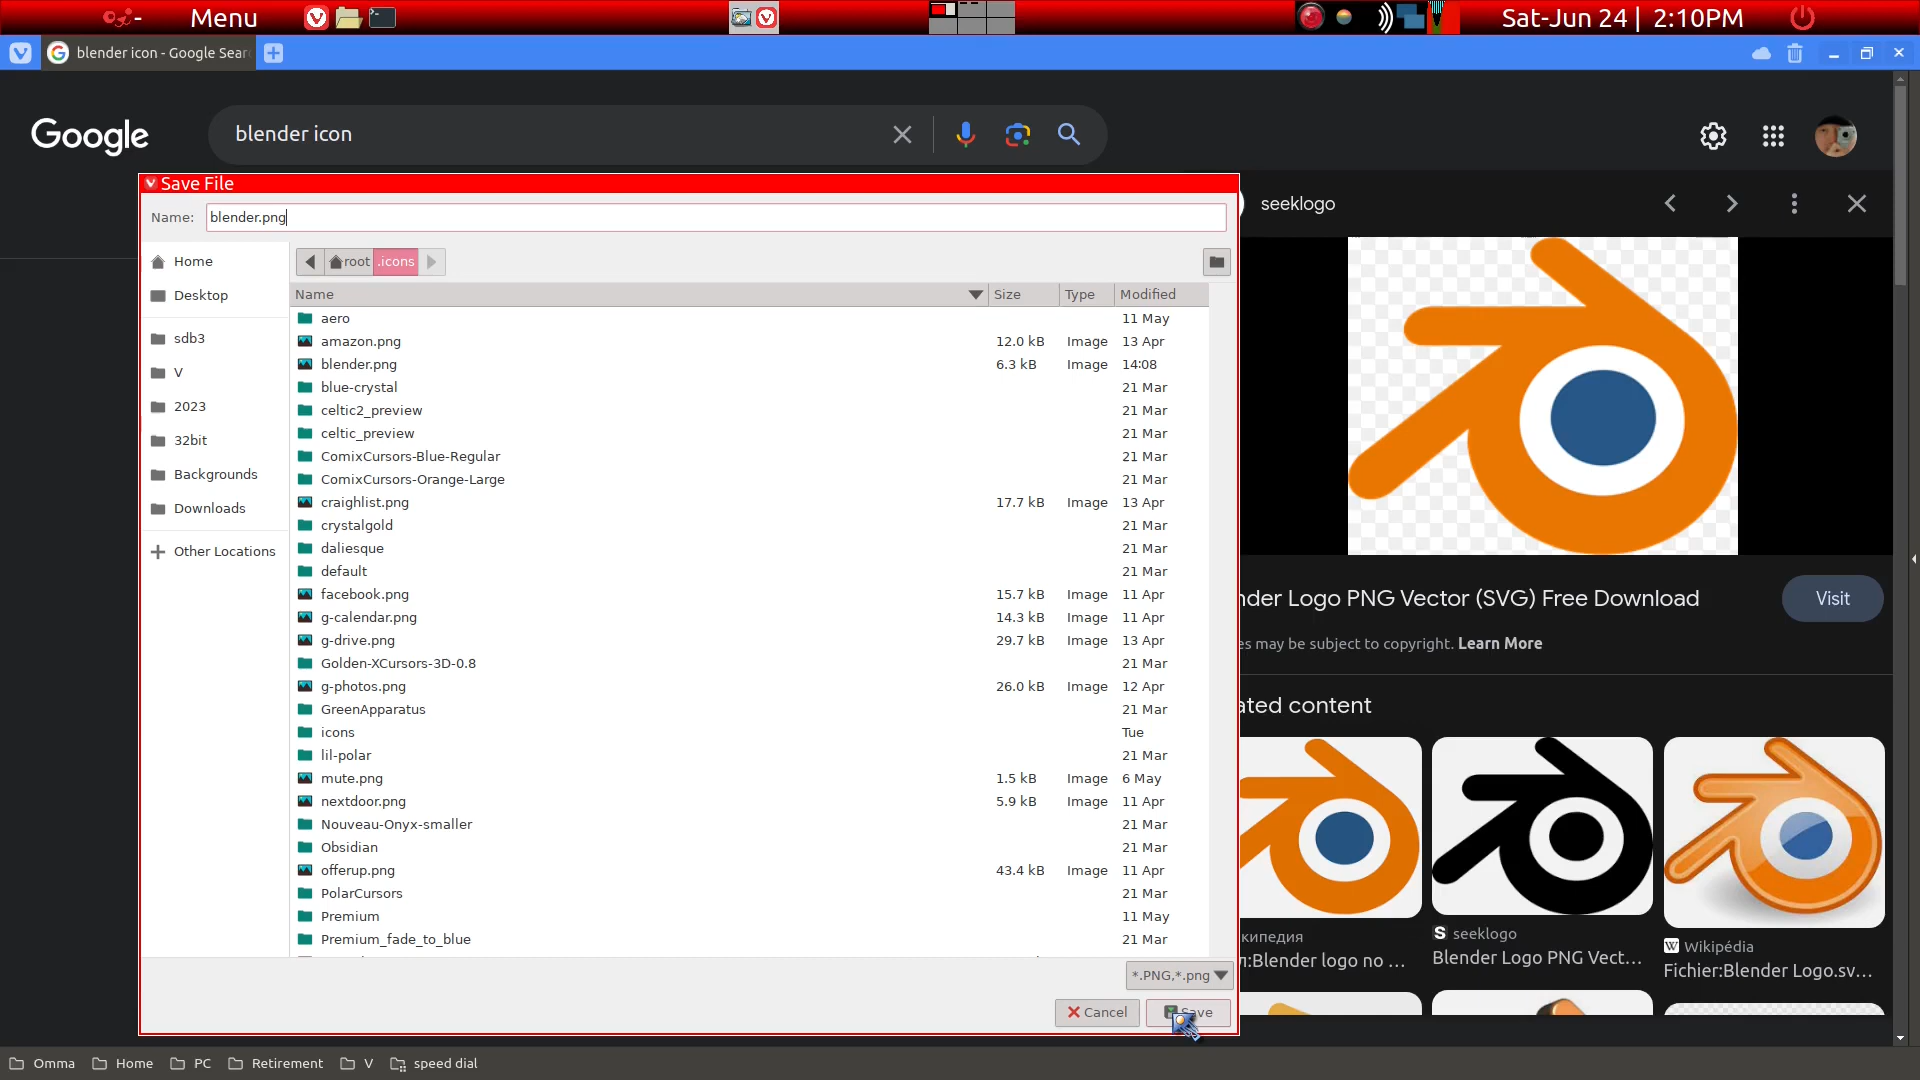 Menu
Sat-Jun 24 | 2:10PM
blender icon - Google Sear
Google
blender icon
Save File
Name: blender.png
seeklogo
Home
Desktop
sdb3
V
2023
32bit
Backgrounds
Downloads
Other Locations
root .icons
Name Size Type Modified
aero 11 May
amazon.png 12.0 kB Image 13 Apr
blender.png 6.3 kB Image 14:08
blue-crystal 21 Mar
celtic2_preview 21 Mar
celtic_preview 21 Mar
ComixCursors-Blue-Regular 21 Mar
ComixCursors-Orange-Large 21 Mar
craighlist.png 17.7 kB Image 13 Apr
crystalgold 21 Mar
daliesque 21 Mar
default 21 Mar
facebook.png 15.7 kB Image 11 Apr
g-calendar.png 14.3 kB Image 11 Apr
g-drive.png 29.7 kB Image 13 Apr
Golden-XCursors-3D-0.8 21 Mar
g-photos.png 26.0 kB Image 12 Apr
GreenApparatus 21 Mar
icons Tue
lil-polar 21 Mar
mute.png 1.5 kB Image 6 May
nextdoor.png 5.9 kB Image 11 Apr
Nouveau-Onyx-smaller 21 Mar
Obsidian 21 Mar
offerup.png 43.4 kB Image 11 Apr
PolarCursors 21 Mar
Premium 11 May
Premium_fade_to_blue 21 Mar
*.PNG,*.png
Cancel Save
nder Logo PNG Vector (SVG) Free Download
Visit
es may be subject to copyright. Learn More
ated content
кипедия
л:Blender logo no ...
S seeklogo
Blender Logo PNG Vect...
W Wikipédia
Fichier:Blender Logo.sv...
Omma Home PC Retirement V speed dial